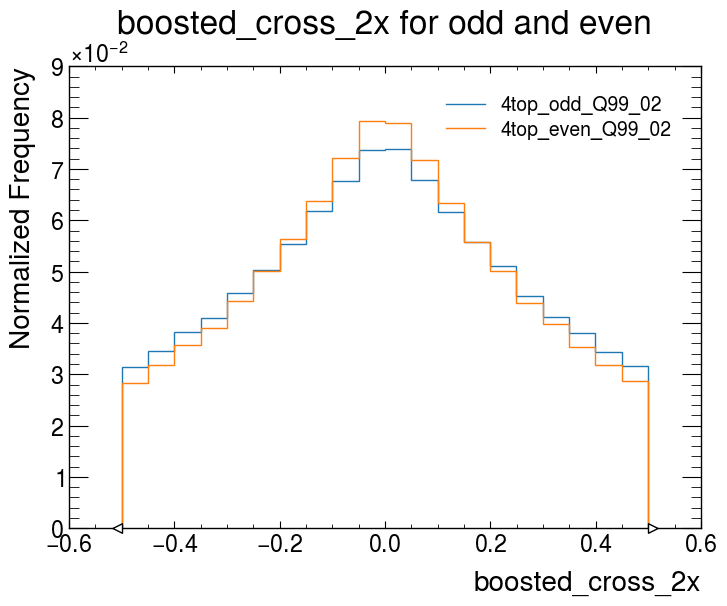 boosted_cross_2x for odd and even
×10⁻²
Normalized Frequency
9
8
7
6
5
4
3
2
1
0
4top_odd_Q99_02
4top_even_Q99_02
−0.6 −0.4 −0.2 0.0 0.2 0.4 0.6
boosted_cross_2x